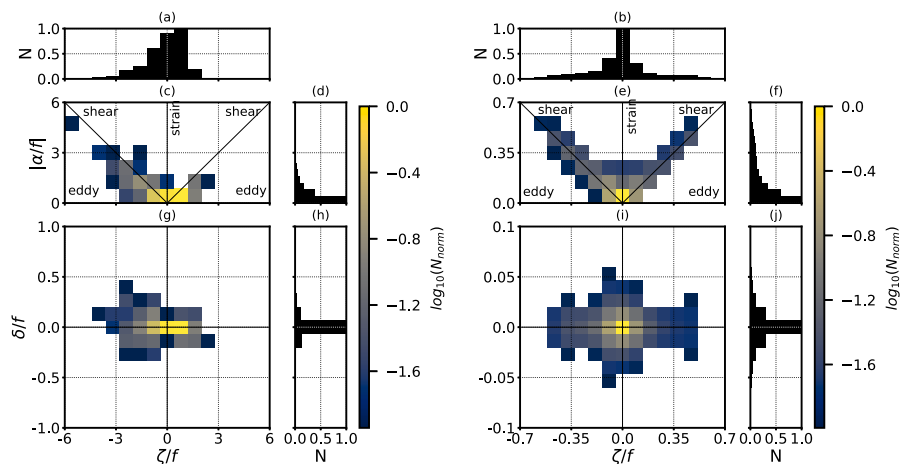 (a)
1.0
0.5
0.0
N
(b)
1.0
0.5
0.0
N
(c)
6
3
0
|α/f|
shear
strain
shear
eddy
eddy
(d)
0.0
−0.4
−0.8
−1.2
−1.6
log10(Nnorm)
(e)
0.7
0.35
0.0
shear
strain
shear
eddy
eddy
(f)
0.0
−0.4
−0.8
−1.2
−1.6
log10(Nnorm)
(g)
1.0
0.5
0.0
−0.5
−1.0
δ/f
−6
−3
0
3
6
ζ/f
(h)
0.0
0.5
1.0
N
(i)
0.1
0.05
0.0
−0.05
−0.1
−0.7
−0.35
0.0
0.35
0.7
ζ/f
(j)
0.0
0.5
1.0
N